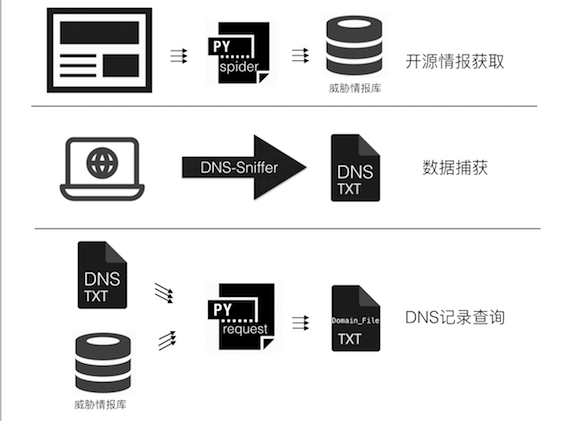 PY
spider
威胁情报库
开源情报获取
DNS-Sniffer
DNS
TXT
数据捕获
DNS
TXT
威胁情报库
PY
request
Domain_File
TXT
DNS记录查询